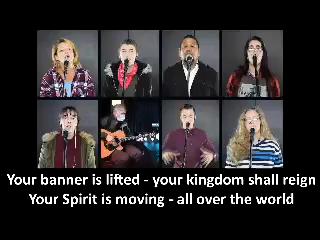 Your banner is lifted - your kingdom shall reign
Your Spirit is moving - all over the world